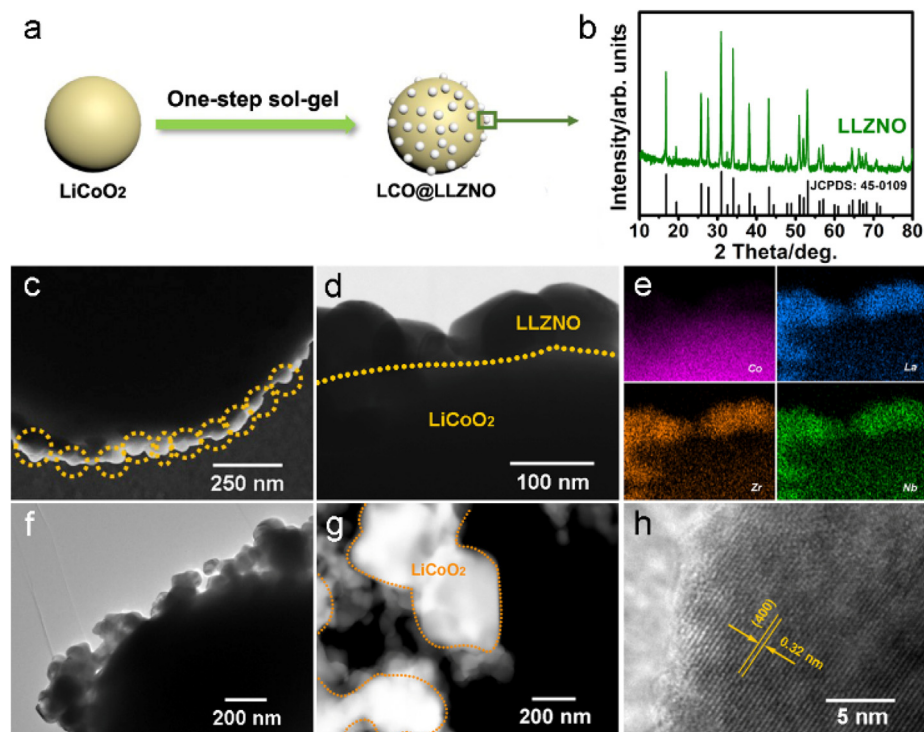 a
LiCoO₂
One-step sol-gel
LCO@LLZNO
b
Intensity/arb. units
LLZNO
JCPDS: 45-0109
10 20 30 40 50 60 70 80
2 Theta/deg.
c
250 nm
d
LLZNO
LiCoO₂
100 nm
e
Co
La
Zr
Nb
f
200 nm
g
LiCoO₂
200 nm
h
(400)
0.32 nm
5 nm